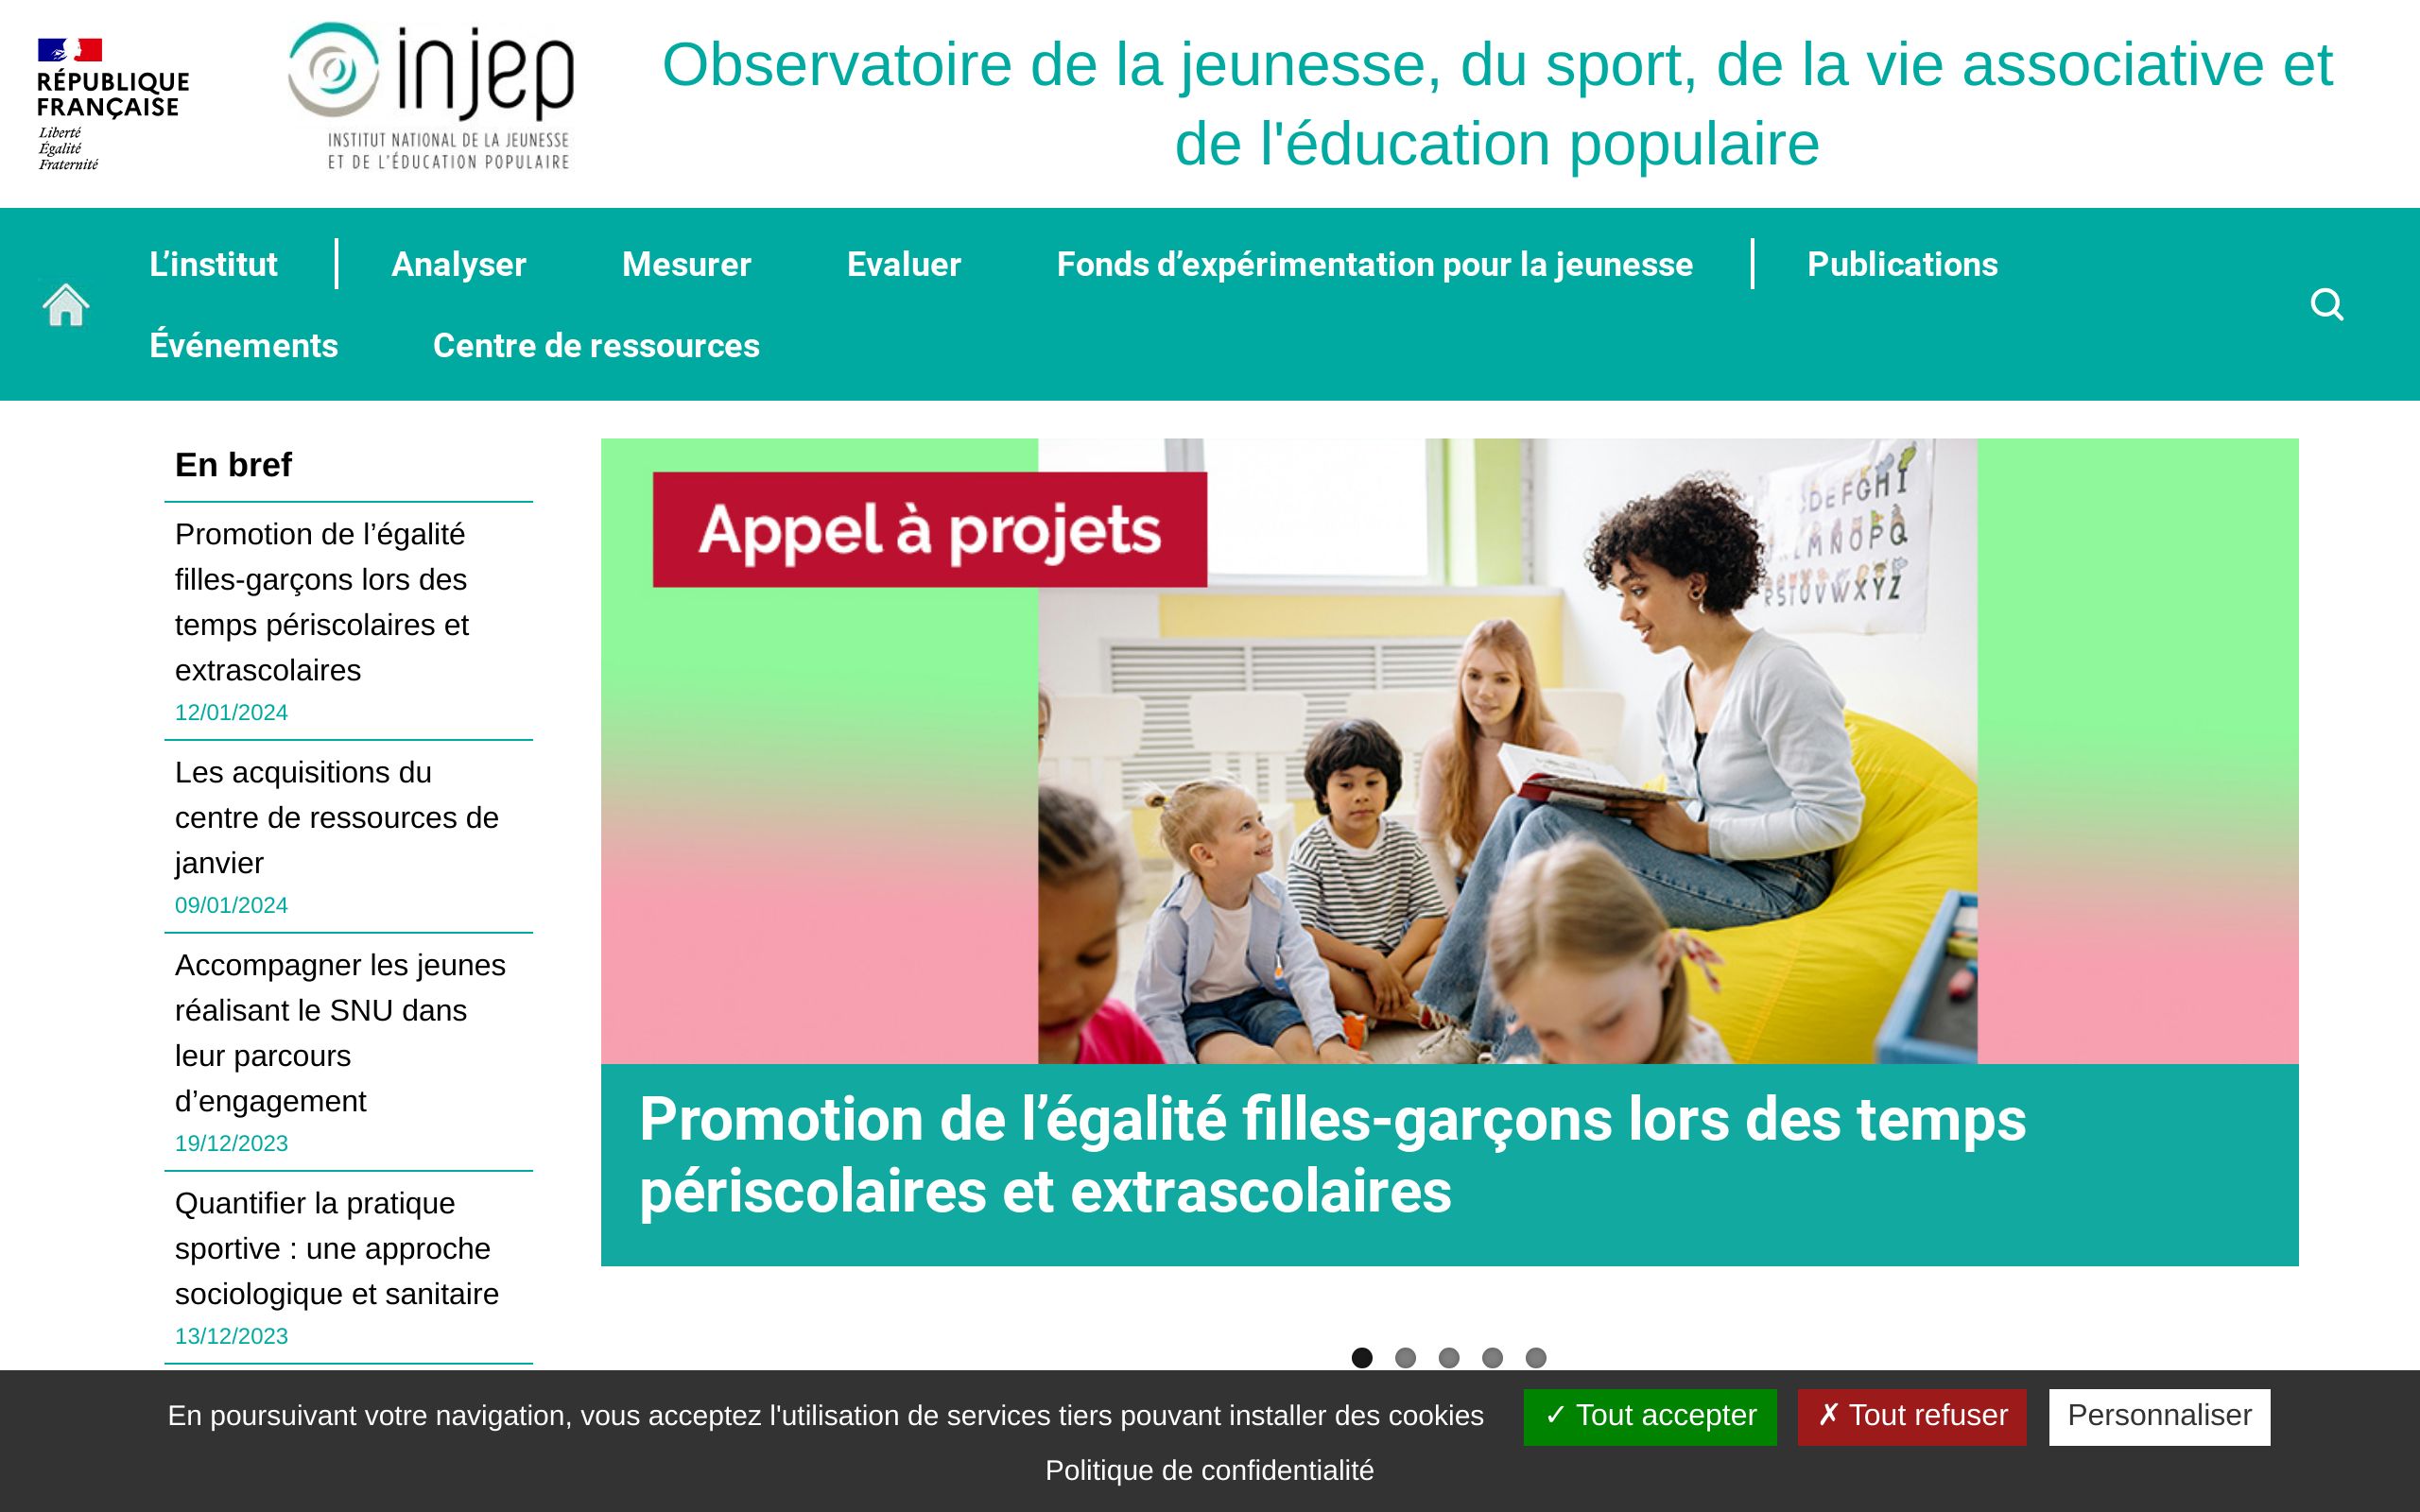 RÉPUBLIQUE
FRANÇAISE
Liberté
Égalité
Fraternité
injep
INSTITUT NATIONAL DE LA JEUNESSE
ET DE L'ÉDUCATION POPULAIRE
Observatoire de la jeunesse, du sport, de la vie associative et
de l'éducation populaire
L’institut
Analyser
Mesurer
Evaluer
Fonds d’expérimentation pour la jeunesse
Publications
Événements
Centre de ressources
En bref
Promotion de l’égalité
filles-garçons lors des
temps périscolaires et
extrascolaires
12/01/2024
Les acquisitions du
centre de ressources de
janvier
09/01/2024
Accompagner les jeunes
réalisant le SNU dans
leur parcours
d’engagement
19/12/2023
Quantifier la pratique
sportive : une approche
sociologique et sanitaire
13/12/2023
Appel à projets
DEFGHI
MNOPQ
RSTUVWXYZ
Promotion de l’égalité filles-garçons lors des temps
périscolaires et extrascolaires
En poursuivant votre navigation, vous acceptez l'utilisation de services tiers pouvant installer des cookies
✓ Tout accepter
✗ Tout refuser
Personnaliser
Politique de confidentialité